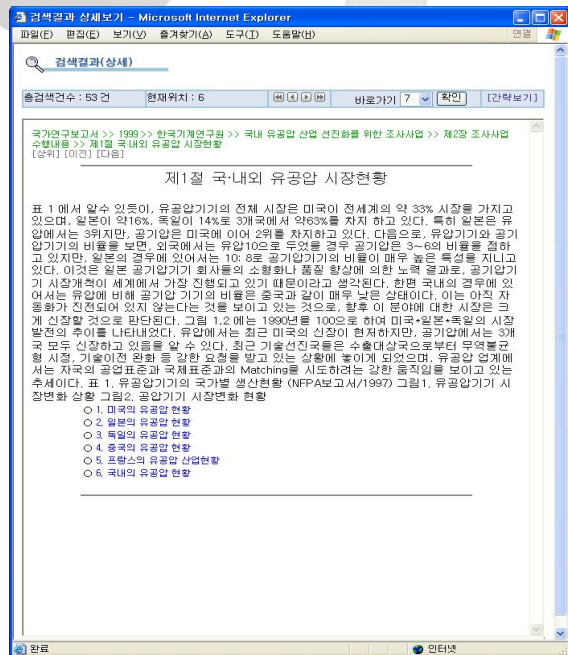 검색결과 상세보기 - Microsoft Internet Explorer
파일(F) 편집(E) 보기(V) 즐겨찾기(A) 도구(T) 도움말(H) 연결
검색결과(상세)
총검색건수 : 53 건 현재위치 : 6 바로가기 7 확인 [간략보기]
국가연구보고서 >> 1999 >> 한국기계연구원 >> 국내 유공압 산업 선진화를 위한 조사사업 >> 제2장 조사사업
수행내용 >> 제1절 국·내외 유공압 시장현황
[상위] [이전] [다음]
제1절 국·내외 유공압 시장현황
표 1 에서 알수 있듯이, 유공압기기의 전체 시장은 미국이 전세계의 약 33% 시장을 가지고
있으며, 일본이 약16%, 독일이 14%로 3개국에서 약63%를 차지 하고 있다. 특히 일본은 유
압에서는 3위지만, 공기압은 미국에 이어 2위를 차지하고 있다. 다음으로, 유압기기와 공기
압기기의 비율을 보면, 외국에서는 유압10으로 두었을 경우 공기압은 3~6의 비율을 점하
고 있지만, 일본의 경우에 있어서는 10: 8로 공기압기기의 비율이 매우 높은 특성을 지니고
있다. 이것은 일본 공기압기기 회사들의 소형화나 품질 향상에 의한 노력 결과로, 공기압기
기 시장개척이 세계에서 가장 진행되고 있기 때문이라고 생각된다. 한편 국내의 경우에 있
어서는 유압에 비해 공기압 기기의 비율은 중국과 같이 매우 낮은 상태이다. 이는 아직 자
동화가 진전되어 있지 않는다는 것을 보이고 있는 것으로, 향후 이 분야에 대한 시장은 크
게 신장할 것으로 판단된다. 그림 1,2 에는 1990년을 100으로 하여 미국•일본•독일의 시장
발전의 추이를 나타내었다. 유압에서는 최근 미국의 신장이 현저하지만, 공기압에서는 3개
국 모두 신장하고 있음을 알 수 있다. 최근 기술선진국들은 수출대상국으로부터 무역불균
형 시정, 기술이전 완화 등 강한 요청을 받고 있는 상황에 놓이게 되었으며, 유공압 업계에
서는 자국의 공업표준과 국제표준과의 Matching을 시도하려는 강한 움직임을 보이고 있는
추세이다. 표 1. 유공압기기의 국가별 생산현황 (NFPA보고서/1997) 그림1. 유공압기기 시
장변화 상황 그림2. 공압기기 시장변화 현황
1. 미국의 유공압 현황
2. 일본의 유공압 현황
3. 독일의 유공압 현황
4. 중국의 유공압 현황
5. 프랑스의 유공압 산업현황
6. 국내의 유공압 현황
완료 인터넷